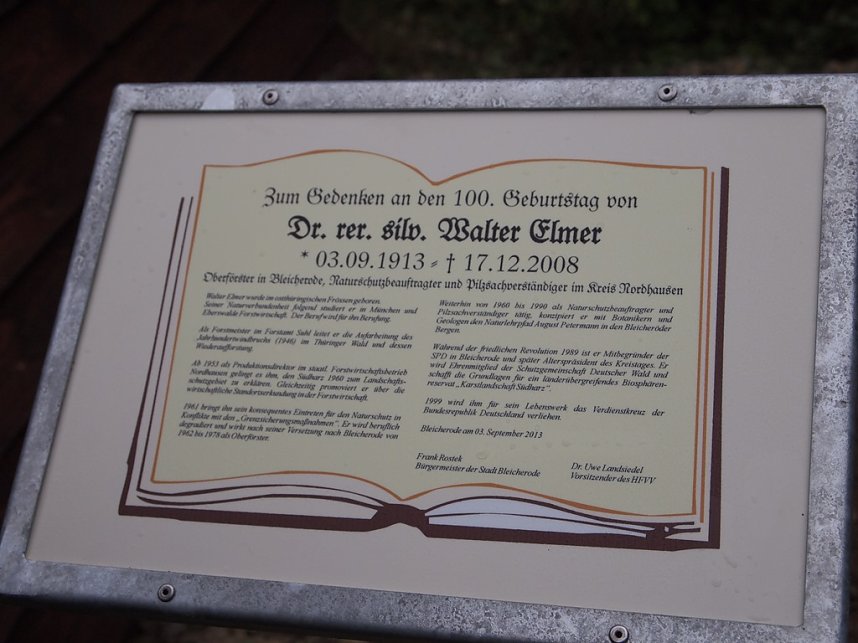 Zum Gedenken an den 100. Geburtstag von
Dr. rer. silv. Walter Elmer
* 03.09.1913 - † 17.12.2008
Oberförster in Bleicherode, Naturschutzbeauftragter und Pilzsachverständiger im Kreis Nordhausen
Walter Elmer wurde im ostthüringischen Frössen geboren.
Seiner Naturverbundenheit folgend studiert er in München und
Eberswalde Forstwirtschaft. Der Beruf wird für ihn Berufung.
Als Forstmeister im Forstamt Suhl leitet er die Aufarbeitung des
Jahrhundertwindbruchs (1946) im Thüringer Wald und dessen
Wiederaufforstung.
Ab 1953 als Produktionsdirektor im staatl. Forstwirtschaftsbetrieb
Nordhausen gelingt es ihm, den Südharz 1960 zum Landschafts-
schutzgebiet zu erklären. Gleichzeitig promoviert er über die
wirtschaftliche Standortserkundung in der Forstwirtschaft.
1961 bringt ihn sein konsequentes Eintreten für den Naturschutz in
Konflikte mit den „Grenzsicherungsmaßnahmen“. Er wird beruflich
degradiert und wirkt nach seiner Versetzung nach Bleicherode von
1962 bis 1978 als Oberförster.
Weiterhin von 1960 bis 1990 als Naturschutzbeauftragter und
Pilzsachverständiger tätig, konzipiert er mit Botanikern und
Geologen den Naturlehrpfad August Petermann in den Bleicheröder
Bergen.
Während der friedlichen Revolution 1989 ist er Mitbegründer der
SPD in Bleicherode und später Alterspräsident des Kreistages. Er
wird Ehrenmitglied der Schutzgemeinschaft Deutscher Wald und
schafft die Grundlagen für ein länderübergreifendes Biosphären-
reservat „Karstlandschaft Südharz“.
1999 wird ihm für sein Lebenswerk das Verdienstkreuz der
Bundesrepublik Deutschland verliehen.
Bleicherode am 03. September 2013
Frank Rostek
Bürgermeister der Stadt Bleicherode
Dr. Uwe Landsiedel
Vorsitzender des HFVV